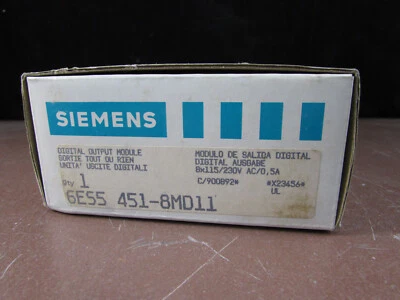 SIEMENS
DIGITAL OUTPUT MODULE
SORTIE TOUT OU RIEN
UNITA' USCITE DIGITALI
MODULO DE SALIDA DIGITAL
DIGITAL AUSGABE
8x115/230V AC/0,5A
C/900892* *X23456*
UL
Qty 1
6ES5 451-8MD11